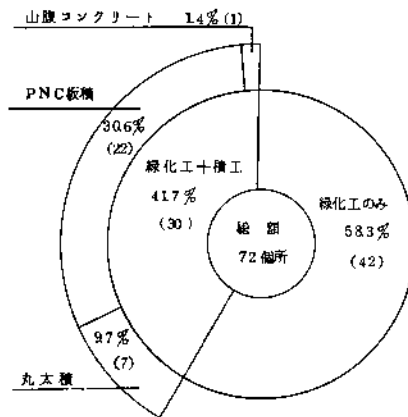 山腹コンクリート 1.4%(1)
PNC板積
30.6%
(22)
緑化工+積工
41.7%
(30)
緑化工のみ
58.3%
(42)
総額
72個所
9.7%
(7)
丸太積